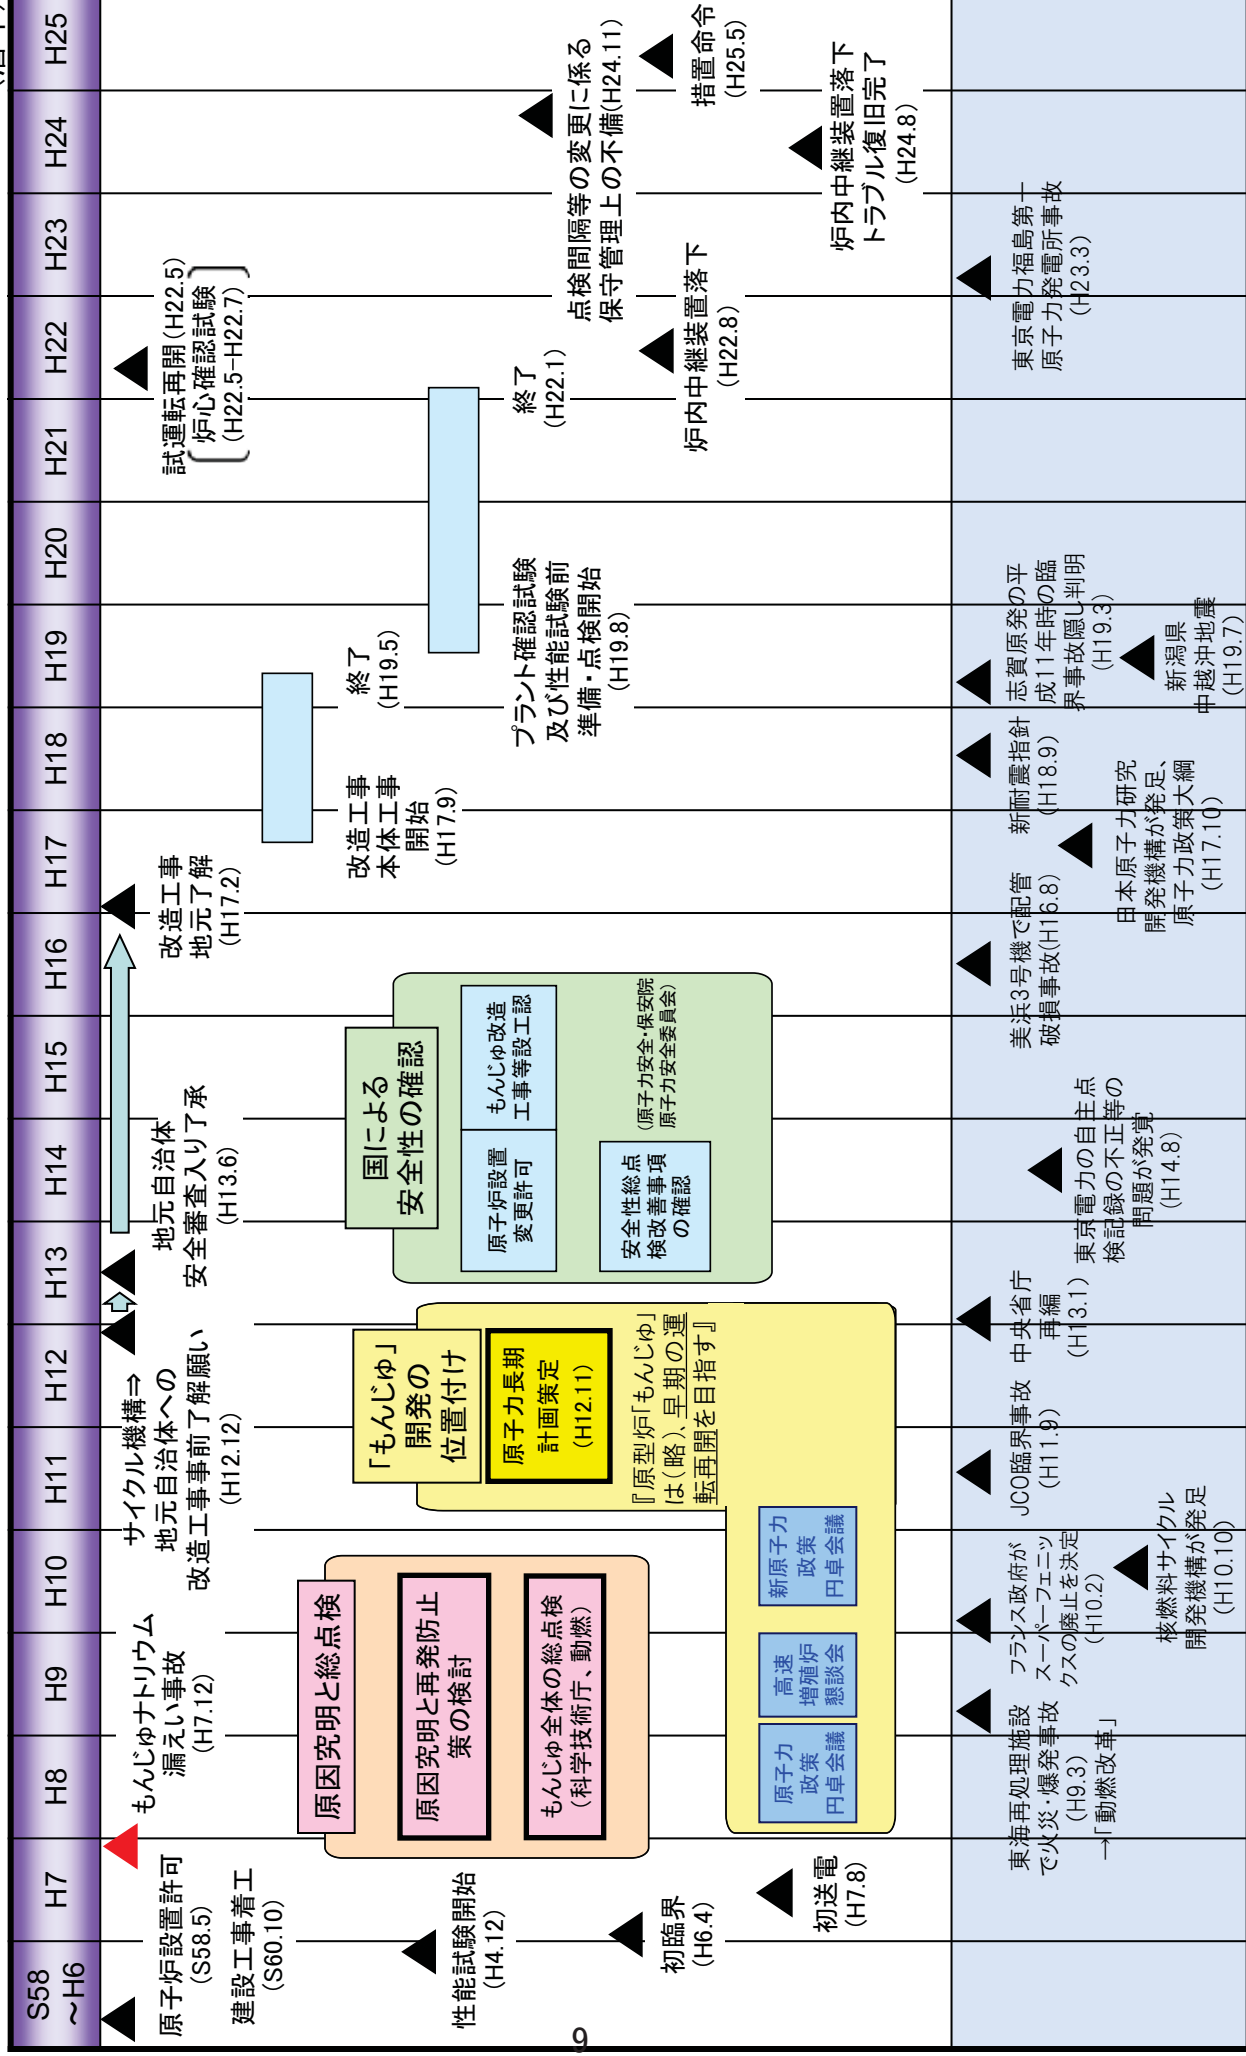 S58
～H6
H7
H8
H9
H10
H11
H12
H13
H14
H15
H16
H17
H18
H19
H20
H21
H22
H23
H24
H25
原子炉設置許可
(S58.5)
建設工事着工
(S60.10)
性能試験開始
(H4.12)
初臨界
(H6.4)
初送電
(H7.8)
もんじゅナトリウム
漏えい事故
(H7.12)
サイクル機構⇒
地元自治体への
改造工事事前了解願い
(H12.12)
地元自治体
安全審査入り了承
(H13.6)
改造工事
地元了解
(H17.2)
試運転再開(H22.5)
炉心確認試験
(H22.5-H22.7)
原因究明と総点検
原因究明と再発防止
策の検討
もんじゅ全体の総点検
(科学技術庁、動燃)
「もんじゅ」
開発の
位置付け
原子力長期
計画策定
(H12.11)
『原型炉「もんじゅ」
は(略)、早期の運
転再開を目指す』
原子力
政策
円卓会議
高速
増殖炉
懇談会
新原子力
政策
円卓会議
国による
安全性の確認
原子炉設置
変更許可
もんじゅ改造
工事等設工認
安全性総点
検改善事項
の確認
(原子力安全・保安院
原子力安全委員会)
改造工事
本体工事
開始
(H17.9)
終了
(H19.5)
プラント確認試験
及び性能試験前
準備・点検開始
(H19.8)
終了
(H22.1)
炉内中継装置落下
(H22.8)
点検間隔等の変更に係る
保守管理上の不備(H24.11)
措置命令
(H25.5)
炉内中継装置落下
トラブル復旧完了
(H24.8)
東海再処理施設
で火災・爆発事故
(H9.3)
→「動燃改革」
フランス政府が
スーパーフェニッ
クスの廃止を決定
(H10.2)
核燃料サイクル
開発機構が発足
(H10.10)
JCO臨界事故
(H11.9)
中央省庁
再編
(H13.1)
東京電力の自主点
検記録の不正等の
問題が発覚
(H14.8)
美浜3号機で配管
破損事故(H16.8)
日本原子力研究
開発機構が発足、
原子力政策大綱
(H17.10)
新耐震指針
(H18.9)
志賀原発の平
成11年時の臨
界事故隠し判明
(H19.3)
新潟県
中越沖地震
(H19.7)
東京電力福島第一
原子力発電所事故
(H23.3)
9